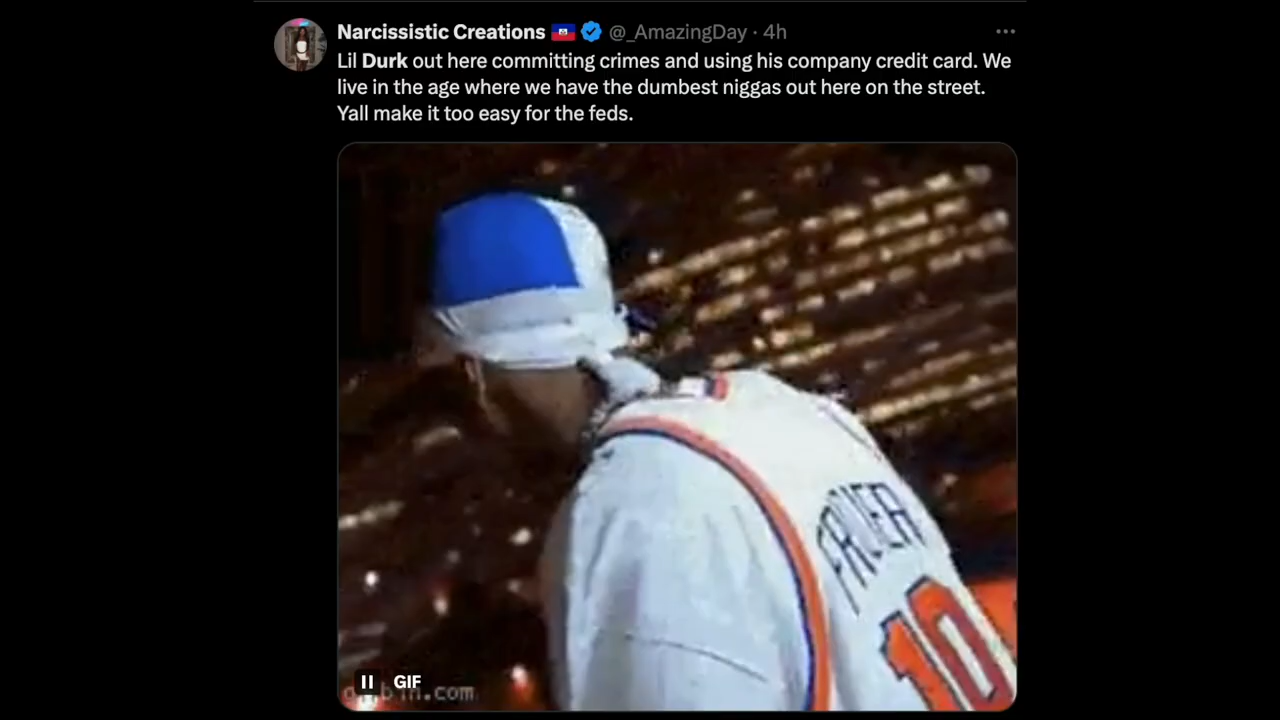 Narcissistic Creations 🇭🇹 @_AmazingDay · 4h
Lil Durk out here committing crimes and using his company credit card. We
live in the age where we have the dumbest niggas out here on the street.
Yall make it too easy for the feds.
10
GIF